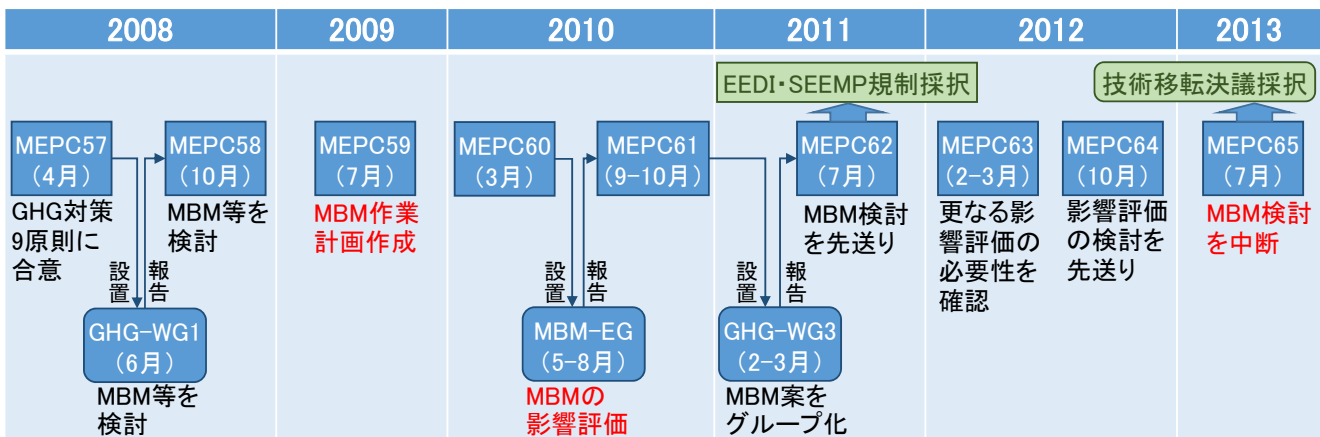 2008
2009
2010
2011
2012
2013
EEDI・SEEMP規制採択
技術移転決議採択
MEPC57
（4月）
GHG対策
9原則に
合意
MEPC58
（10月）
MBM等を
検討
設置
報告
GHG−WG1
（6月）
MBM等を
検討
MEPC59
（7月）
MBM作業
計画作成
MEPC60
（3月）
MEPC61
（9−10月）
設置
報告
MBM−EG
（5−8月）
MBMの
影響評価
MEPC62
（7月）
MBM検討
を先送り
設置
報告
GHG−WG3
（2−3月）
MBM案を
グループ化
MEPC63
（2−3月）
更なる影
響評価の
必要性を
確認
MEPC64
（10月）
影響評価
の検討を
先送り
MEPC65
（7月）
MBM検討
を中断